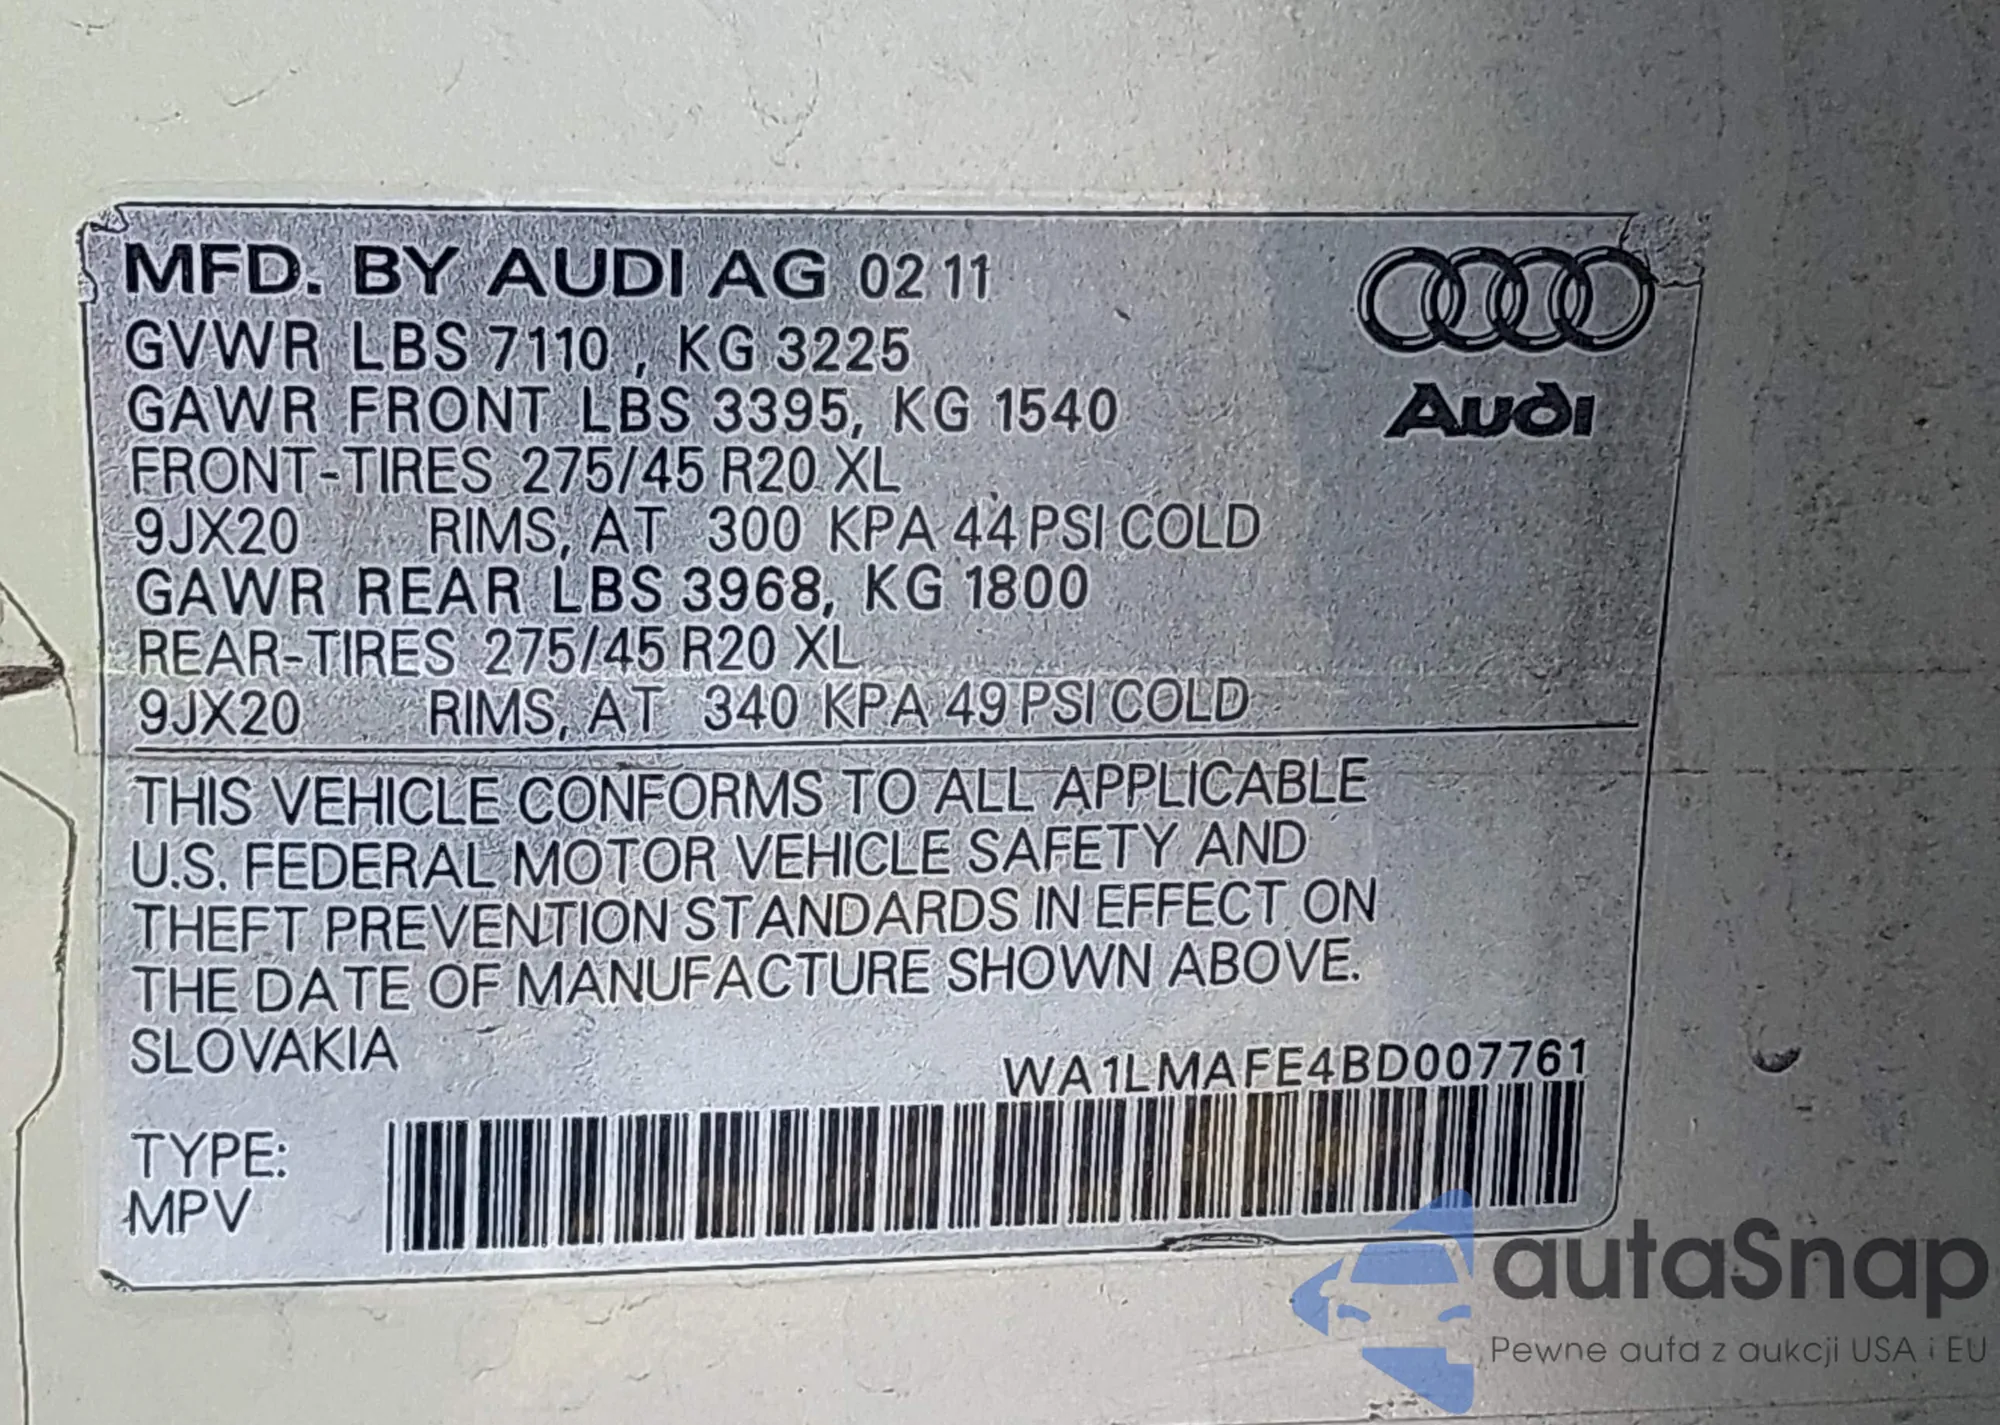 MFD. BY AUDI AG 02 11
GVWR LBS 7110 , KG 3225
GAWR FRONT LBS 3395, KG 1540
FRONT-TIRES 275/45 R20 XL
9JX20 RIMS, AT 300 KPA 44 PSI COLD
GAWR REAR LBS 3968, KG 1800
REAR-TIRES 275/45 R20 XL
9JX20 RIMS, AT 340 KPA 49 PSI COLD
Audi
THIS VEHICLE CONFORMS TO ALL APPLICABLE
U.S. FEDERAL MOTOR VEHICLE SAFETY AND
THEFT PREVENTION STANDARDS IN EFFECT ON
THE DATE OF MANUFACTURE SHOWN ABOVE.
SLOVAKIA
WA1LMAFE4BD007761
TYPE:
MPV
autaSnap
Pewne auta z aukcji USA i EU